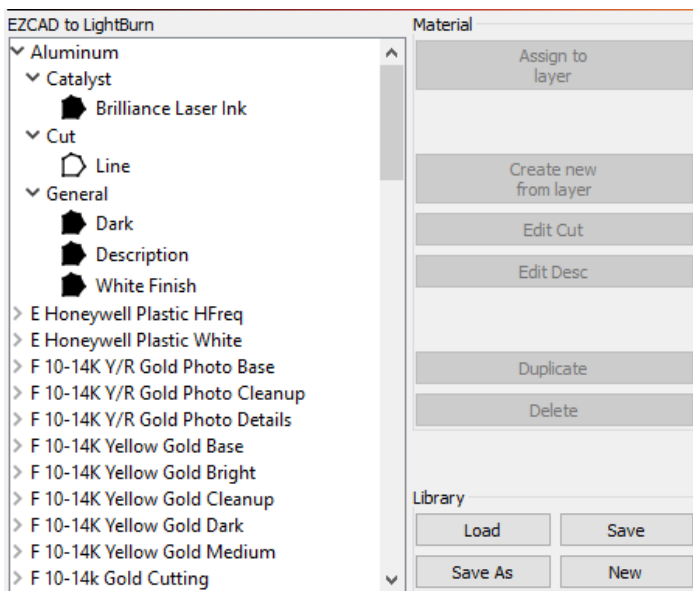 EZCAD to LightBurn
Aluminum
Catalyst
Brilliance Laser Ink
Cut
Line
General
Dark
Description
White Finish
E Honeywell Plastic HFreq
E Honeywell Plastic White
F 10-14K Y/R Gold Photo Base
F 10-14K Y/R Gold Photo Cleanup
F 10-14K Y/R Gold Photo Details
F 10-14K Yellow Gold Base
F 10-14K Yellow Gold Bright
F 10-14K Yellow Gold Cleanup
F 10-14K Yellow Gold Dark
F 10-14K Yellow Gold Medium
F 10-14k Gold Cutting
Material
Assign to
layer
Create new
from layer
Edit Cut
Edit Desc
Duplicate
Delete
Library
Load Save
Save As New